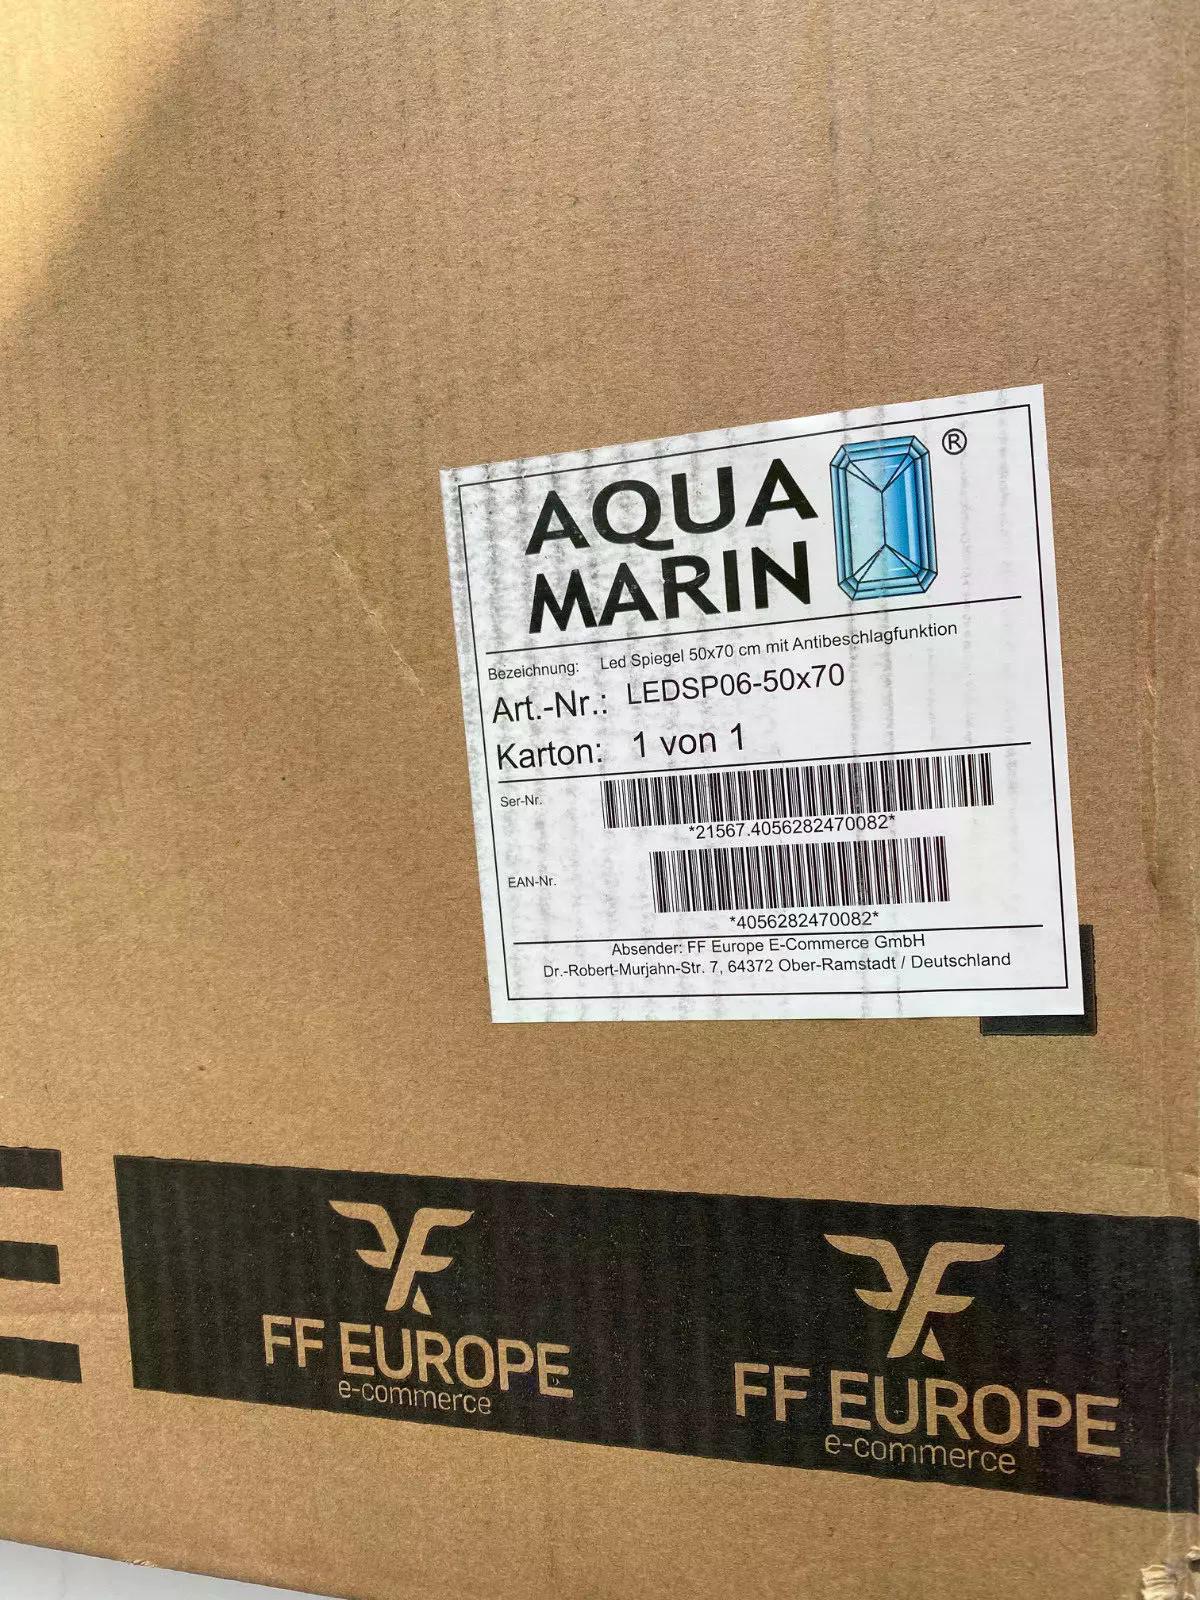 AQUA
MARIN
®
Bezeichnung: Led Spiegel 50x70 cm mit Antibeschlagfunktion
Art.-Nr.: LEDSP06-50x70
Karton: 1 von 1
Ser-Nr.
*21567.4056282470082*
EAN-Nr.
*4056282470082*
Absender: FF Europe E-Commerce GmbH
Dr.-Robert-Murjahn-Str. 7, 64372 Ober-Ramstadt / Deutschland
FF EUROPE
e-commerce
FF EUROPE
e-commerce